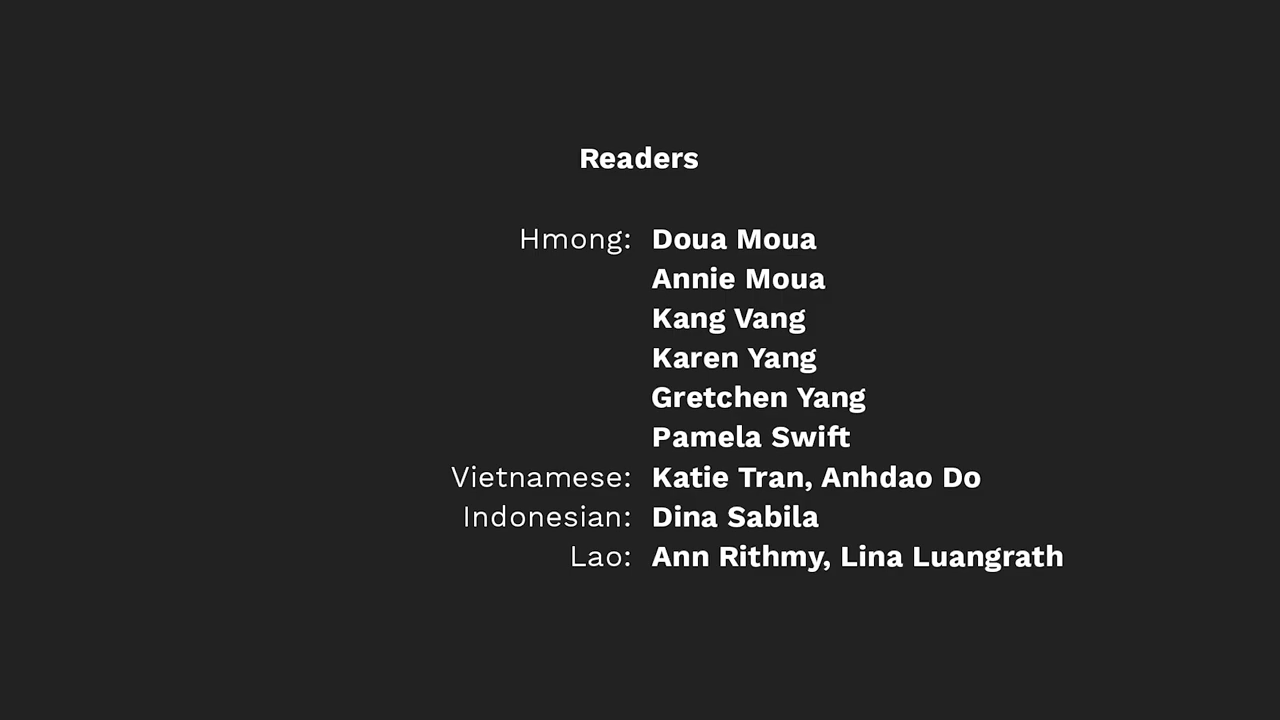 Readers
Hmong: Doua Moua
Annie Moua
Kang Vang
Karen Yang
Gretchen Yang
Pamela Swift
Vietnamese: Katie Tran, Anhdao Do
Indonesian: Dina Sabila
Lao: Ann Rithmy, Lina Luangrath